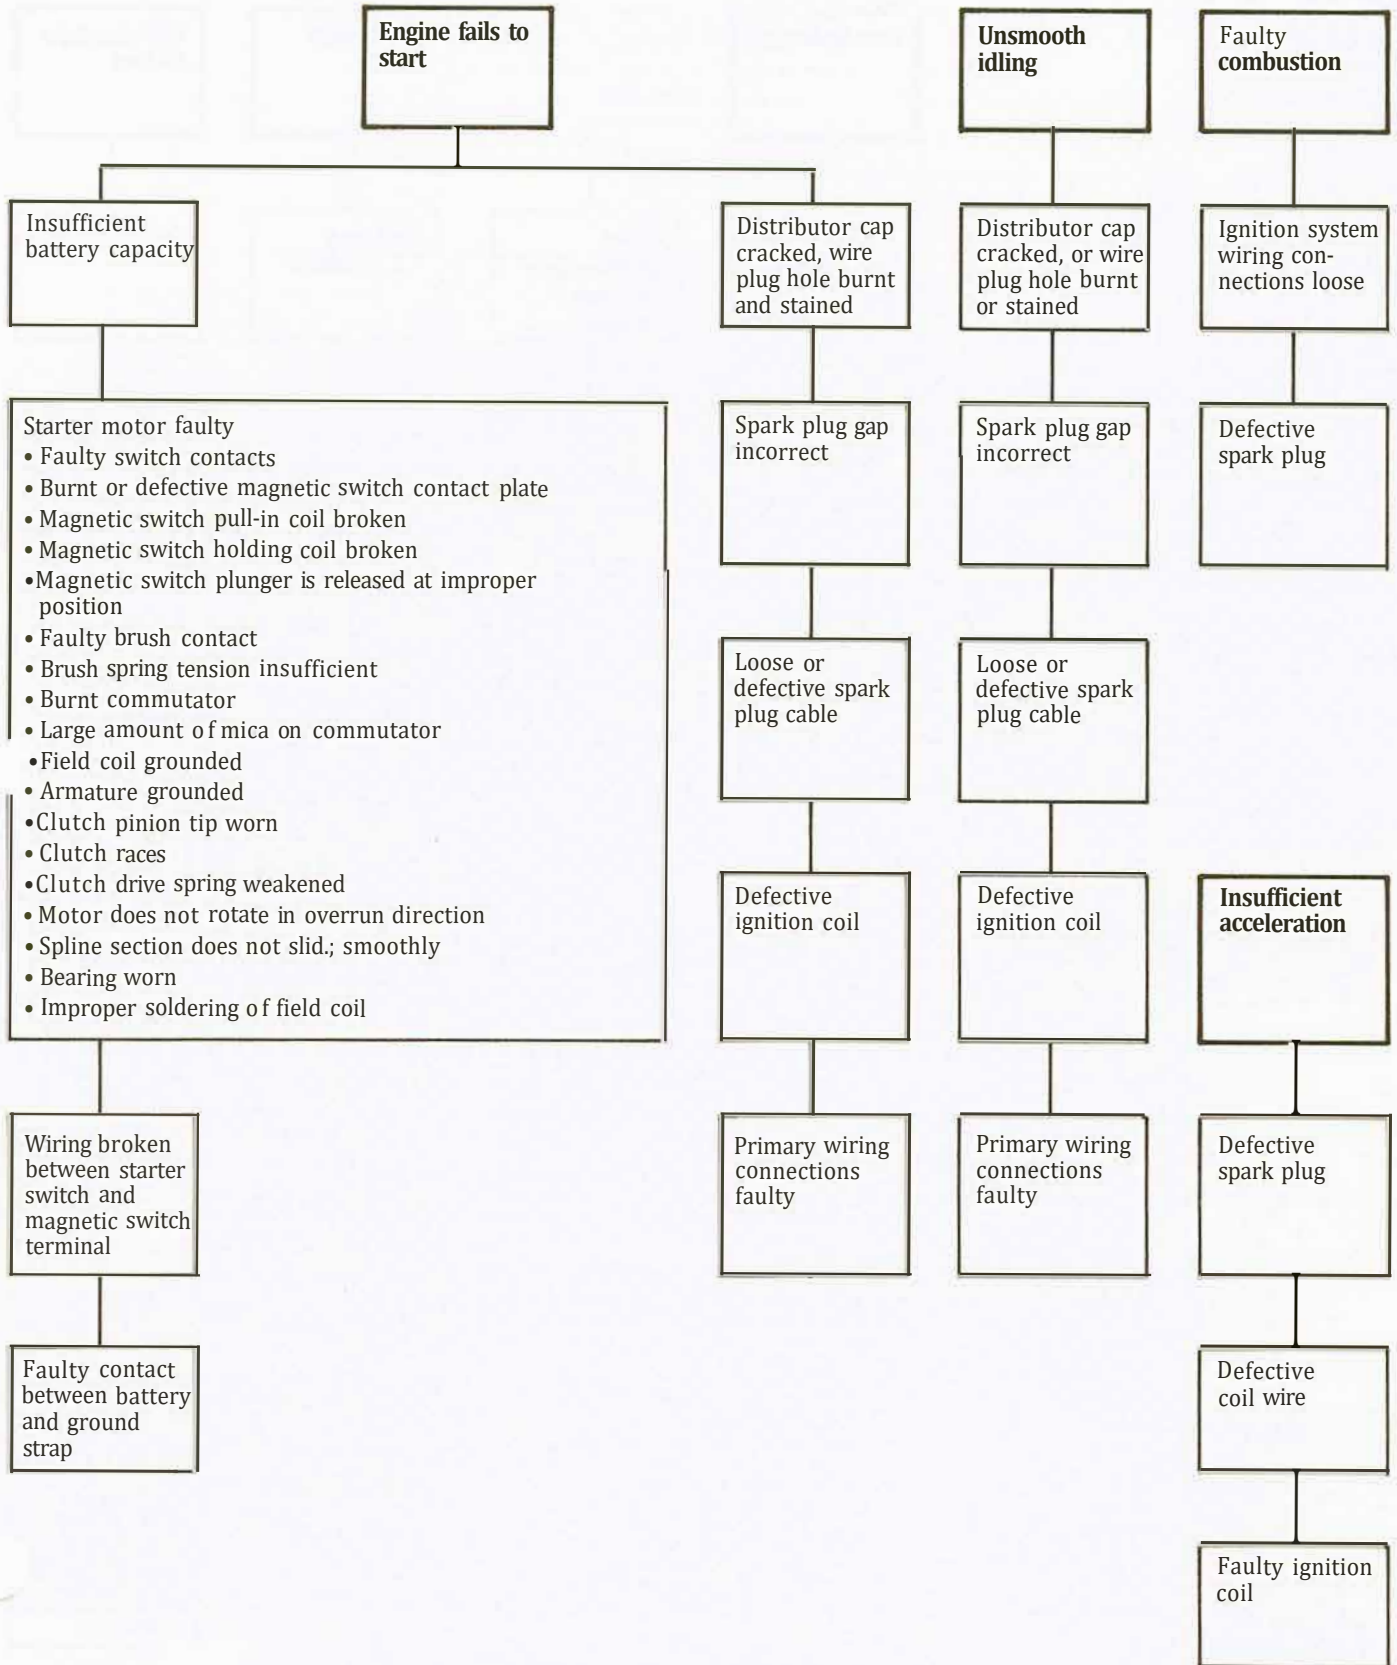 Engine fails to
start
Insufficient
battery capacity
Starter motor faulty
• Faulty switch contacts
• Burnt or defective magnetic switch contact plate
• Magnetic switch pull-in coil broken
• Magnetic switch holding coil broken
•Magnetic switch plunger is released at improper
position
• Faulty brush contact
• Brush spring tension insufficient
• Burnt commutator
• Large amount of mica on commutator
•Field coil grounded
• Armature grounded
•Clutch pinion tip worn
• Clutch races
•Clutch drive spring weakened
• Motor does not rotate in overrun direction
• Spline section does not slid.; smoothly
• Bearing worn
• Improper soldering of field coil
Wiring broken
between starter
switch and
magnetic switch
terminal
Faulty contact
between battery
and ground
strap
Distributor cap
cracked, wire
plug hole burnt
and stained
Spark plug gap
incorrect
Loose or
defective spark
plug cable
Defective
ignition coil
Primary wiring
connections
faulty
Unsmooth
idling
Distributor cap
cracked, or wire
plug hole burnt
or stained
Spark plug gap
incorrect
Loose or
defective spark
plug cable
Defective
ignition coil
Primary wiring
connections
faulty
Faulty
combustion
Ignition system
wiring con-
nections loose
Defective
spark plug
Insufficient
acceleration
Defective
spark plug
Defective
coil wire
Faulty ignition
coil